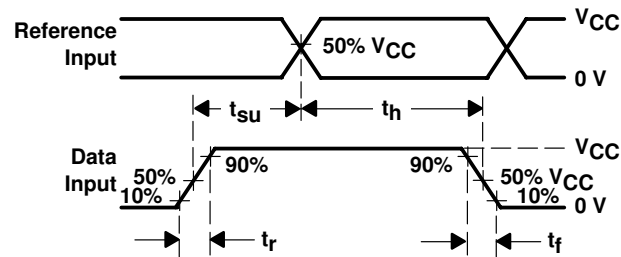 Reference
Input
50% VCC
VCC
0 V
tsu
th
Data
Input
50%
10%
90%
90%
VCC
50% VCC
10%
0 V
tr
tf